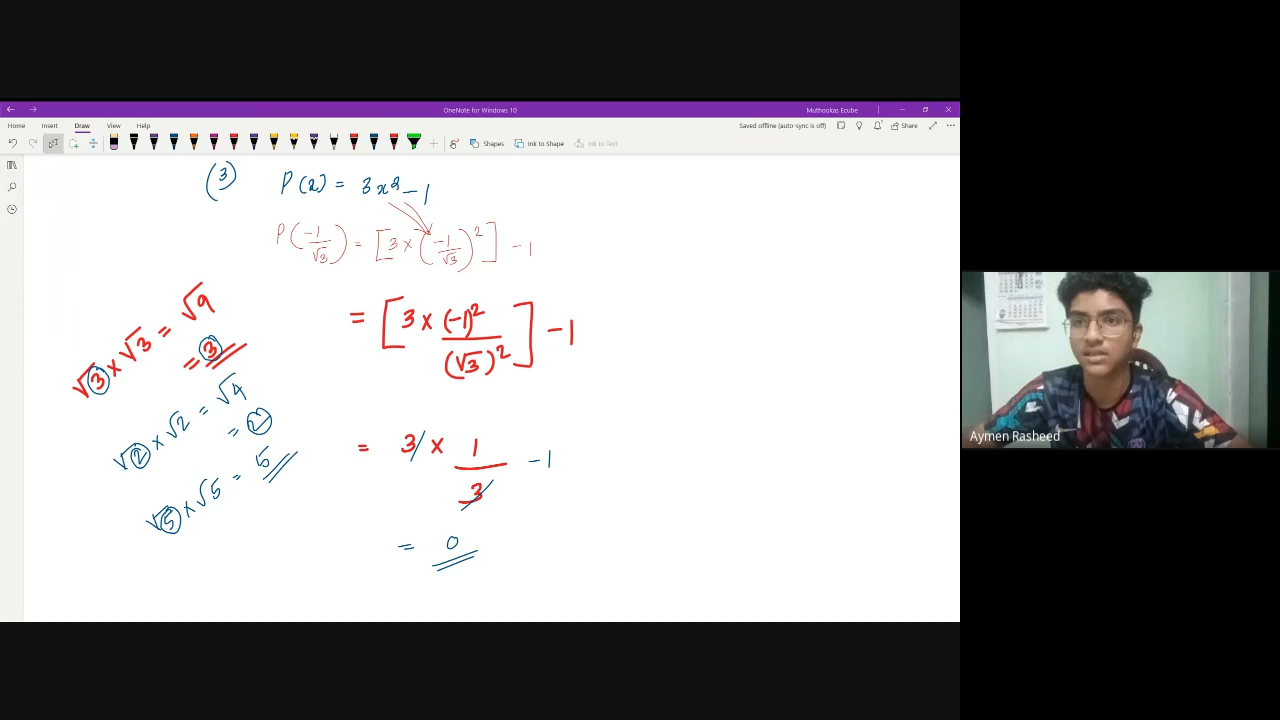 OneNote for Windows 10
Muthookas Ecube
Home Insert Draw View Help
Saved offline (auto-sync is off)
Share
Shapes
Ink to Shape
Ink to Text
(3) P(x) = 3x² - 1
P(-1/√3) = [3 × (-1/√3)²] - 1
= [3 × (-1)²/(√3)²] - 1
= 3 × 1/3 - 1
= 0
√3 × √3 = √9
= 3
√2 × √2 = √4
= 2
√5 × √5 = 5
Aymen Rasheed